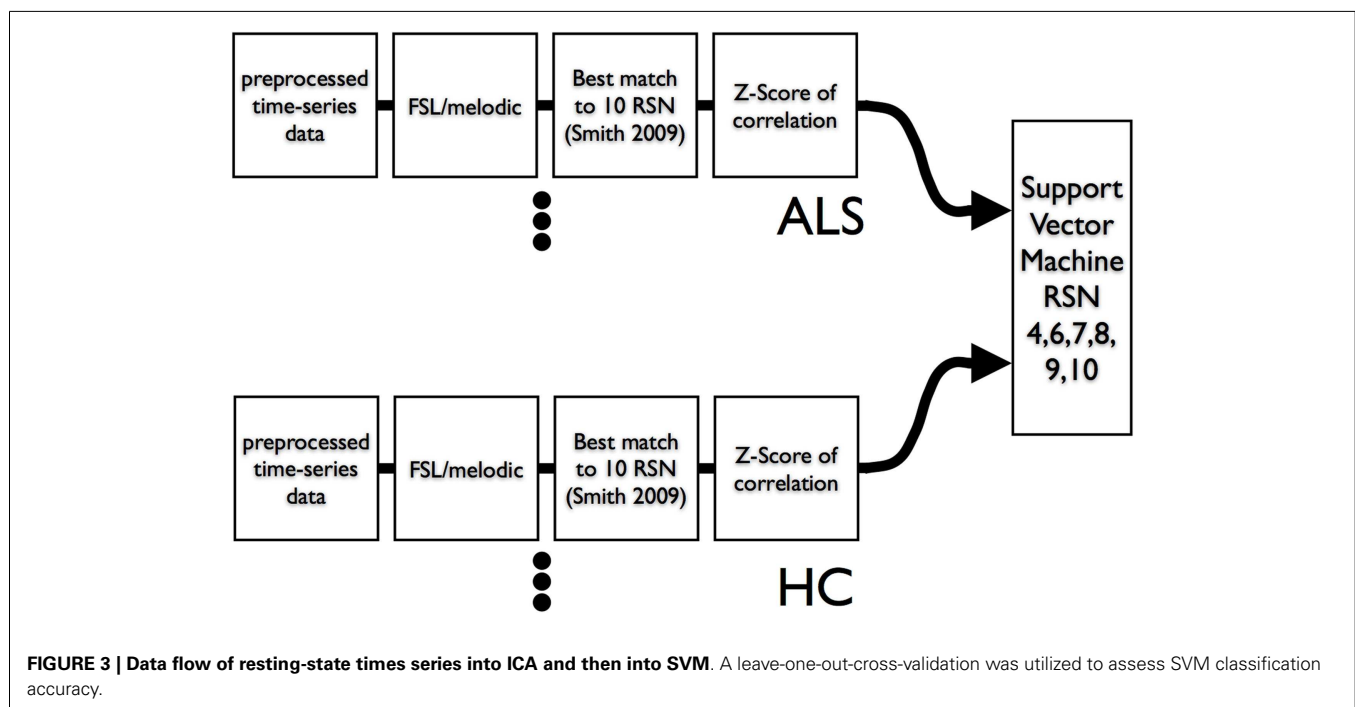 preprocessed
time-series
data
FSL/melodic
Best match
to 10 RSN
(Smith 2009)
Z-Score of
correlation
ALS
Support
Vector
Machine
RSN
4,6,7,8,
9,10
preprocessed
time-series
data
FSL/melodic
Best match
to 10 RSN
(Smith 2009)
Z-Score of
correlation
HC
FIGURE 3 | Data flow of resting-state times series into ICA and then into SVM. A leave-one-out-cross-validation was utilized to assess SVM classification
accuracy.